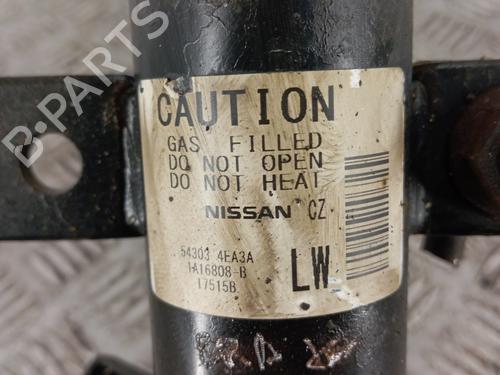 B-PARTS
CAUTION
GAS FILLED
DO NOT OPEN
DO NOT HEAT
NISSAN CZ
54303 4EA3A
1A16808-B
17515B
LW